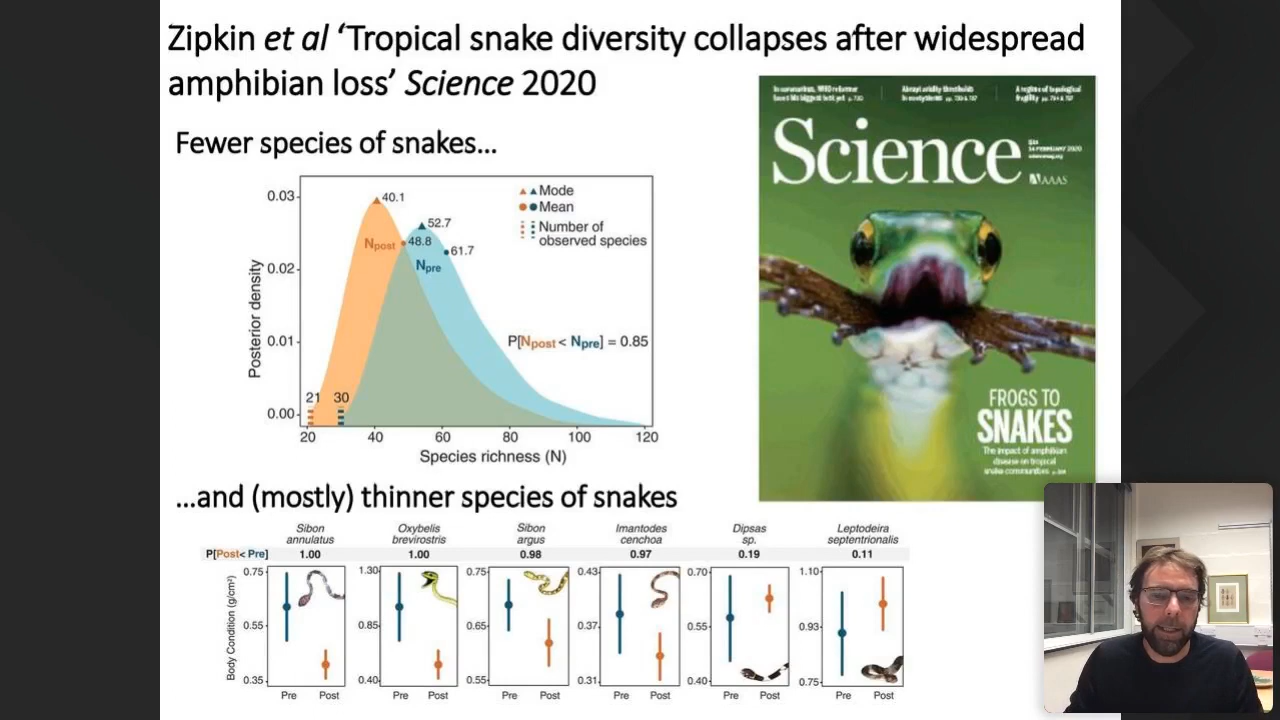 Zipkin et al ‘Tropical snake diversity collapses after widespread
amphibian loss’ Science 2020
Fewer species of snakes...
Posterior density
0.03
0.02
0.01
0.00
40.1
52.7
Npost
48.8
61.7
Npre
Mode
Mean
Number of
observed species
P[Npost < Npre] = 0.85
21
30
20
40
60
80
100
120
Species richness (N)
Science
14 FEBRUARY 2020
AAAS
FROGS TO
SNAKES
The impact of amphibian
disease on tropical
snake communities
...and (mostly) thinner species of snakes
Sibon
annulatus
Oxybelis
brevirostris
Sibon
argus
Imantodes
cenchoa
Dipsas
sp.
Leptodeira
septentrionalis
P[Post< Pre]
1.00
1.00
0.98
0.97
0.19
0.11
Body Condition (g/cm²)
0.75
0.55
0.35
Pre
Post
1.30
0.85
0.40
Pre
Post
0.75
0.65
0.55
Pre
Post
0.43
0.37
0.31
Pre
Post
0.70
0.55
0.40
Pre
Post
1.10
0.93
0.75
Pre
Post